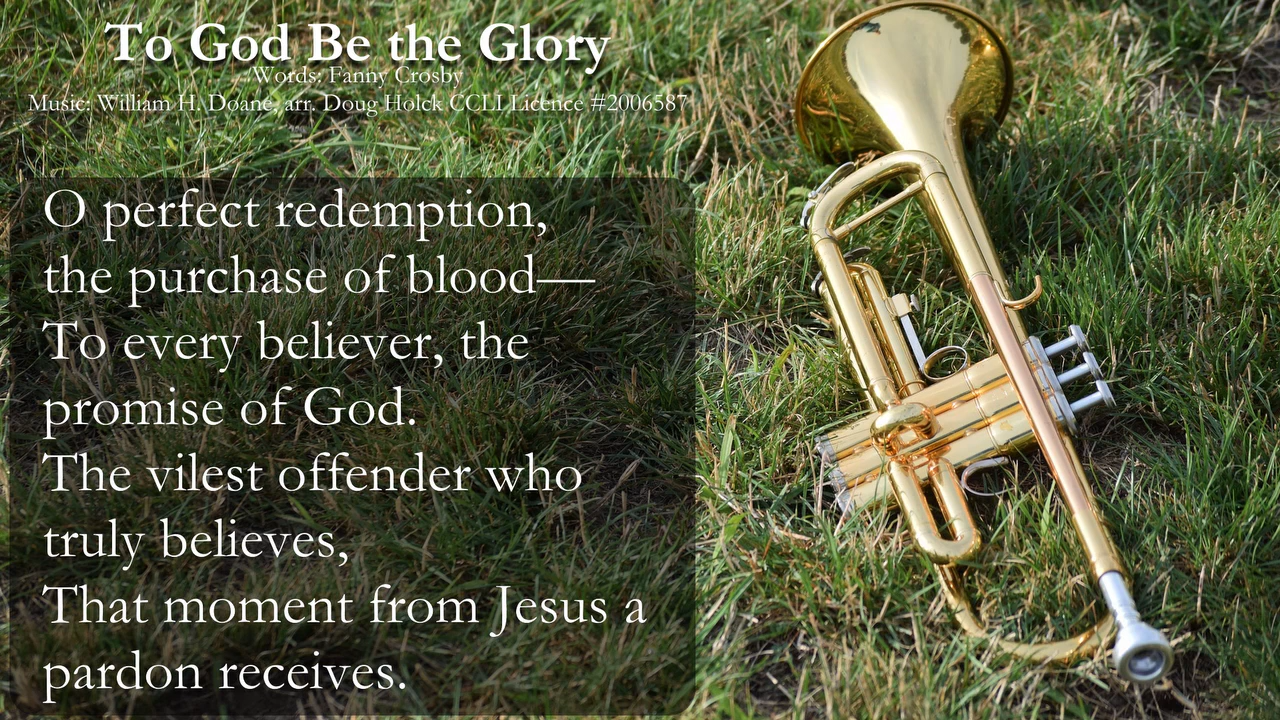 To God Be the Glory
Words: Fanny Crosby
Music: William H. Doane, arr. Doug Holck CCLI Licence #2006587
O perfect redemption,
the purchase of blood—
To every believer, the
promise of God.
The vilest offender who
truly believes,
That moment from Jesus a
pardon receives.